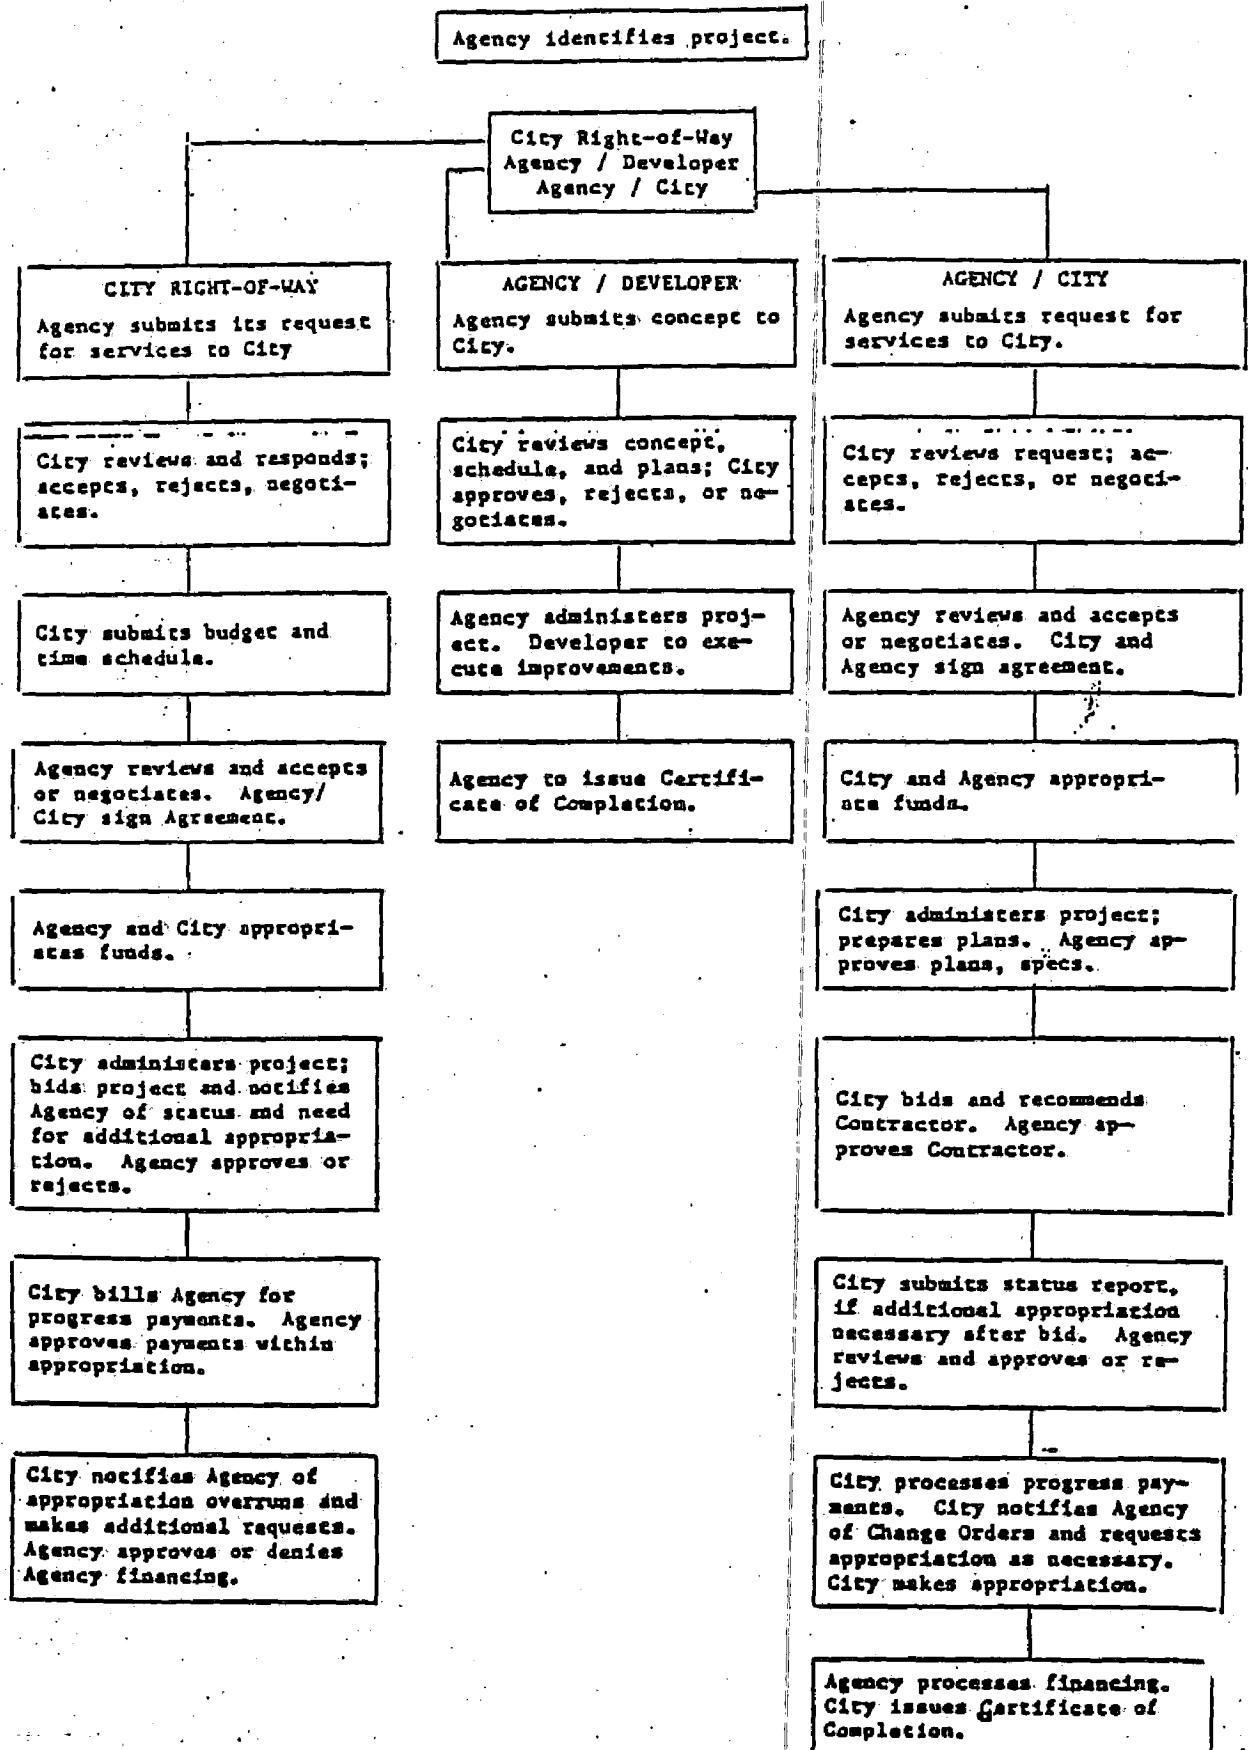 Agency identifies project.
City Right-of-Way
Agency / Developer
Agency / City
CITY RIGHT-OF-WAY
Agency submits its request
for services to City
City reviews and responds;
accepts, rejects, negoti-
ates.
City submits budget and
time schedule.
Agency reviews and accepts
or negotiates. Agency/
City sign Agreement.
Agency and City appropri-
ates funds.
City administers project;
bids project and notifies
Agency of status and need
for additional appropria-
tion. Agency approves or
rejects.
City bills Agency for
progress payments. Agency
approves payments within
appropriation.
City notifies Agency of
appropriation overruns and
makes additional requests.
Agency approves or denies
Agency financing.
AGENCY / DEVELOPER
Agency submits concept to
City.
City reviews concept,
schedule, and plans; City
approves, rejects, or ne-
gotiates.
Agency administers proj-
ect. Developer to exe-
cute improvements.
Agency to issue Certifi-
cate of Completion.
AGENCY / CITY
Agency submits request for
services to City.
City reviews request; ac-
cepts, rejects, or negoti-
ates.
Agency reviews and accepts
or negotiates. City and
Agency sign agreement.
City and Agency appropri-
ate funds.
City administers project;
prepares plans. Agency ap-
proves plans, specs.
City bids and recommends
Contractor. Agency ap-
proves Contractor.
City submits status report,
if additional appropriation
necessary after bid. Agency
reviews and approves or re-
jects.
City processes progress pay-
ments. City notifies Agency
of Change Orders and requests
appropriation as necessary.
City makes appropriation.
Agency processes financing.
City issues Certificate of
Completion.